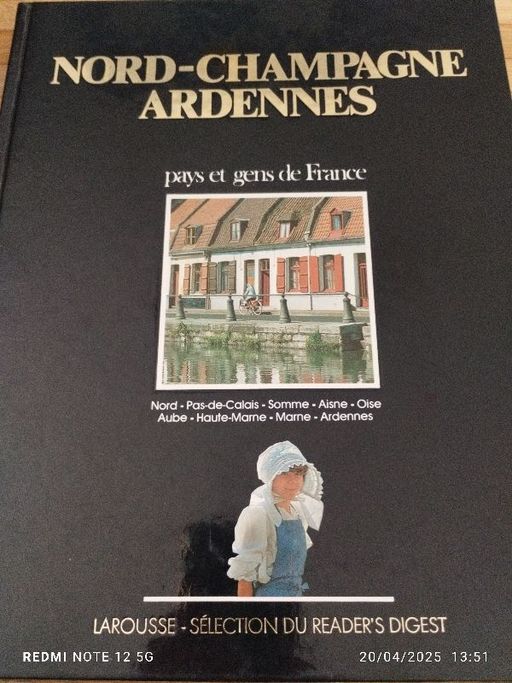 NORD-CHAMPAGNE
ARDENNES
pays et gens de France
Nord - Pas-de-Calais - Somme - Aisne - Oise
Aube - Haute-Marne - Marne - Ardennes
LAROUSSE - SÉLECTION DU READER'S DIGEST
REDMI NOTE 12 5G
20/04/2025 13:51